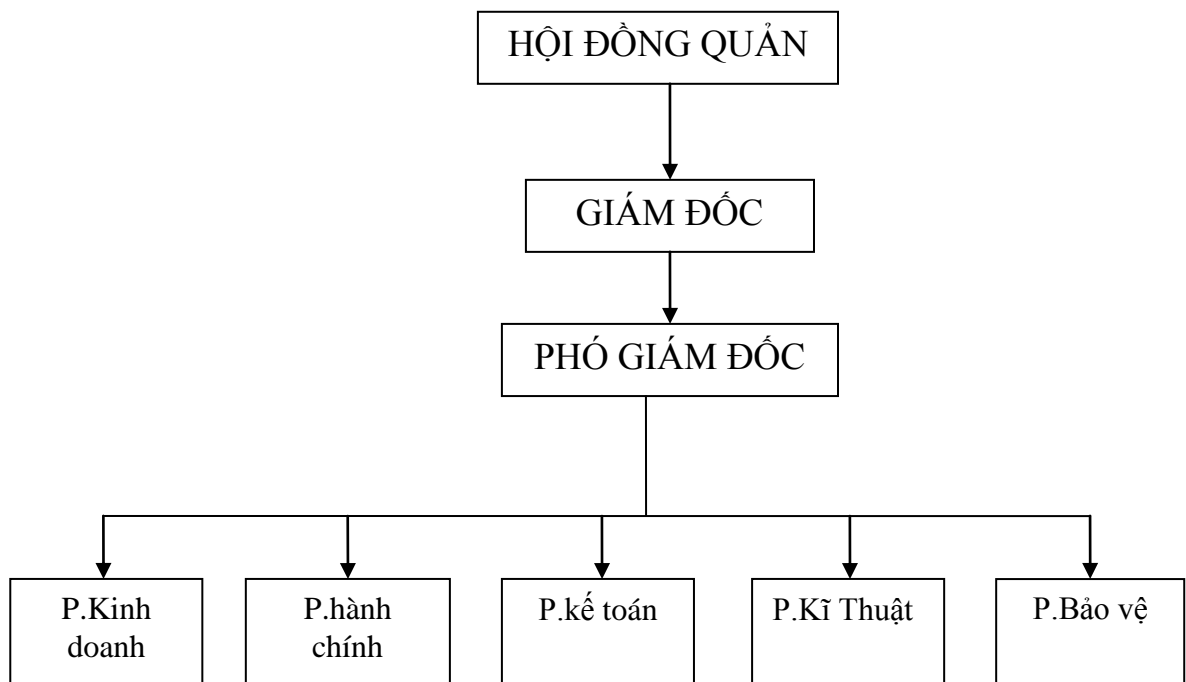 HỘI ĐỒNG QUẢN
GIÁM ĐỐC
PHÓ GIÁM ĐỐC
P.Kinh
doanh
P.hành
chính
P.kế toán
P.Kĩ Thuật
P.Bảo vệ